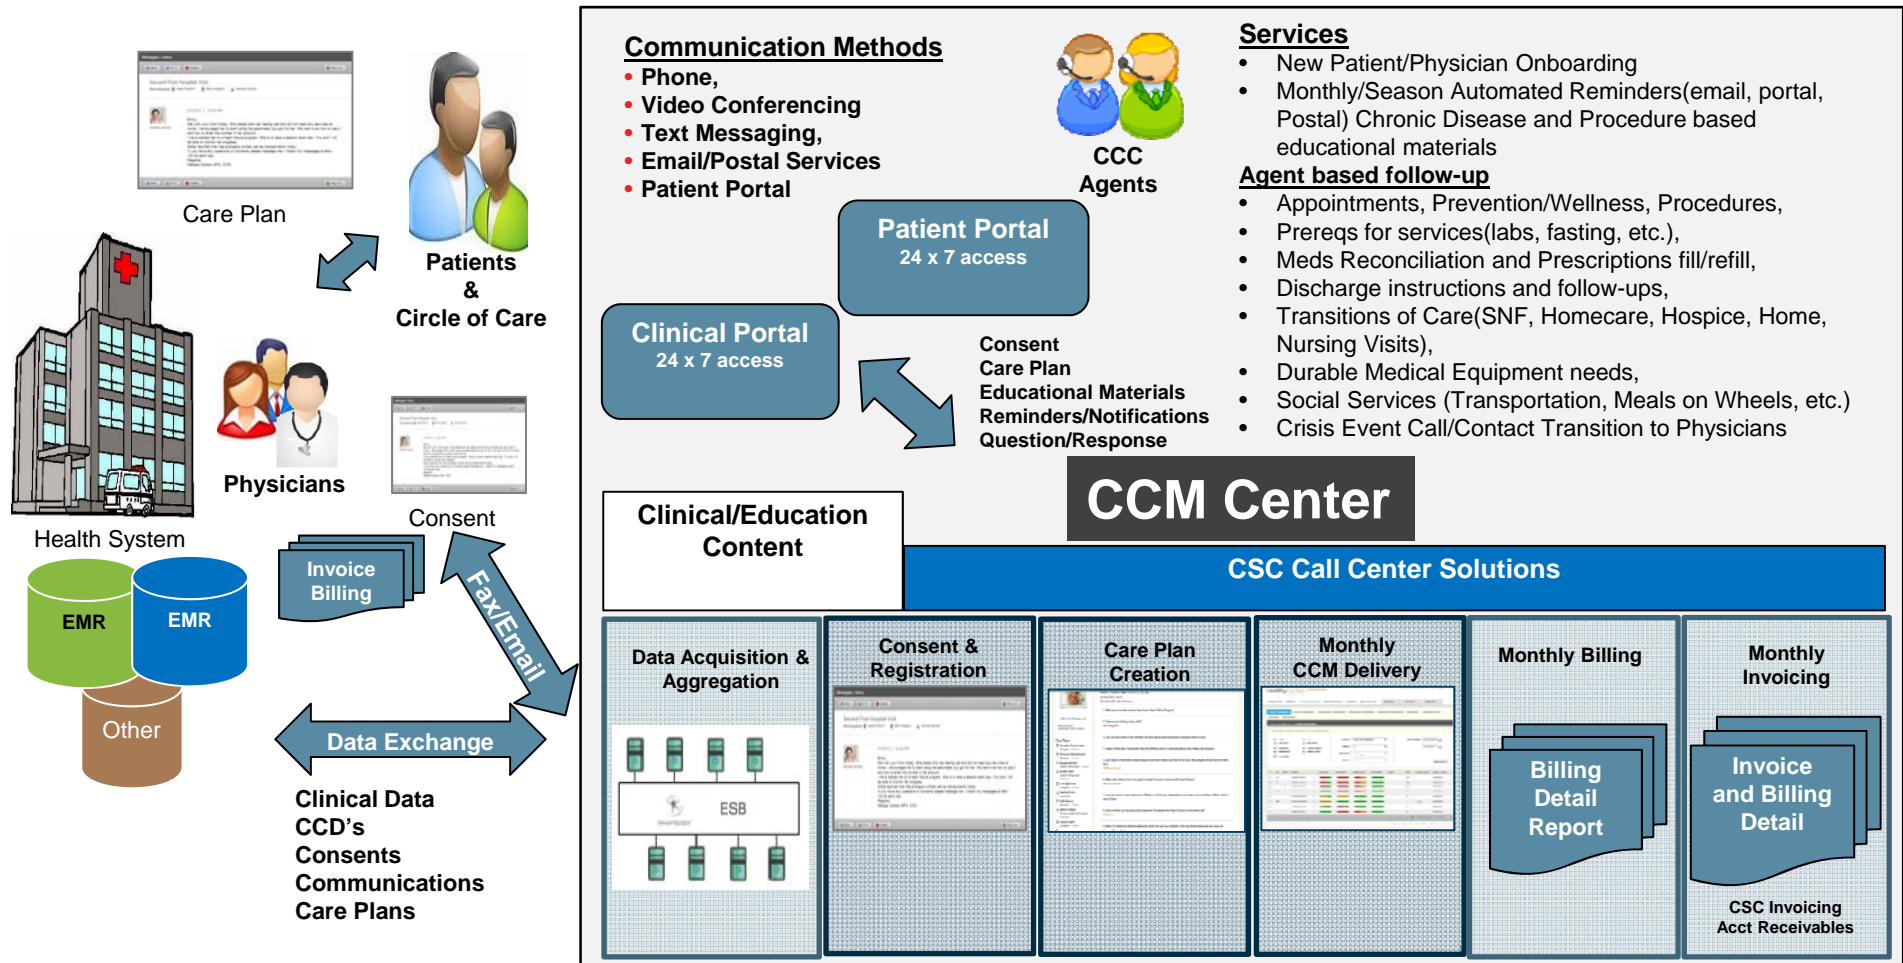 Care Plan
Patients
&
Circle of Care
Physicians
Health System
Consent
Invoice
Billing
Fax/Email
EMR
EMR
Other
Data Exchange
Clinical Data
CCD's
Consents
Communications
Care Plans
Communication Methods
• Phone,
• Video Conferencing
• Text Messaging,
• Email/Postal Services
• Patient Portal
CCC
Agents
Patient Portal
24 x 7 access
Clinical Portal
24 x 7 access
Consent
Care Plan
Educational Materials
Reminders/Notifications
Question/Response
Services
• New Patient/Physician Onboarding
• Monthly/Season Automated Reminders(email, portal,
Postal) Chronic Disease and Procedure based
educational materials
Agent based follow-up
• Appointments, Prevention/Wellness, Procedures,
• Prereqs for services(labs, fasting, etc.),
• Meds Reconciliation and Prescriptions fill/refill,
• Discharge instructions and follow-ups,
• Transitions of Care(SNF, Homecare, Hospice, Home,
Nursing Visits),
• Durable Medical Equipment needs,
• Social Services (Transportation, Meals on Wheels, etc.)
• Crisis Event Call/Contact Transition to Physicians
CCM Center
Clinical/Education
Content
CSC Call Center Solutions
Data Acquisition &
Aggregation
ESB
Consent &
Registration
Second Post Hospital Visit
Care Plan
Creation
Monthly
CCM Delivery
Monthly Billing
Billing
Detail
Report
Monthly
Invoicing
Invoice
and Billing
Detail
CSC Invoicing
Acct Receivables